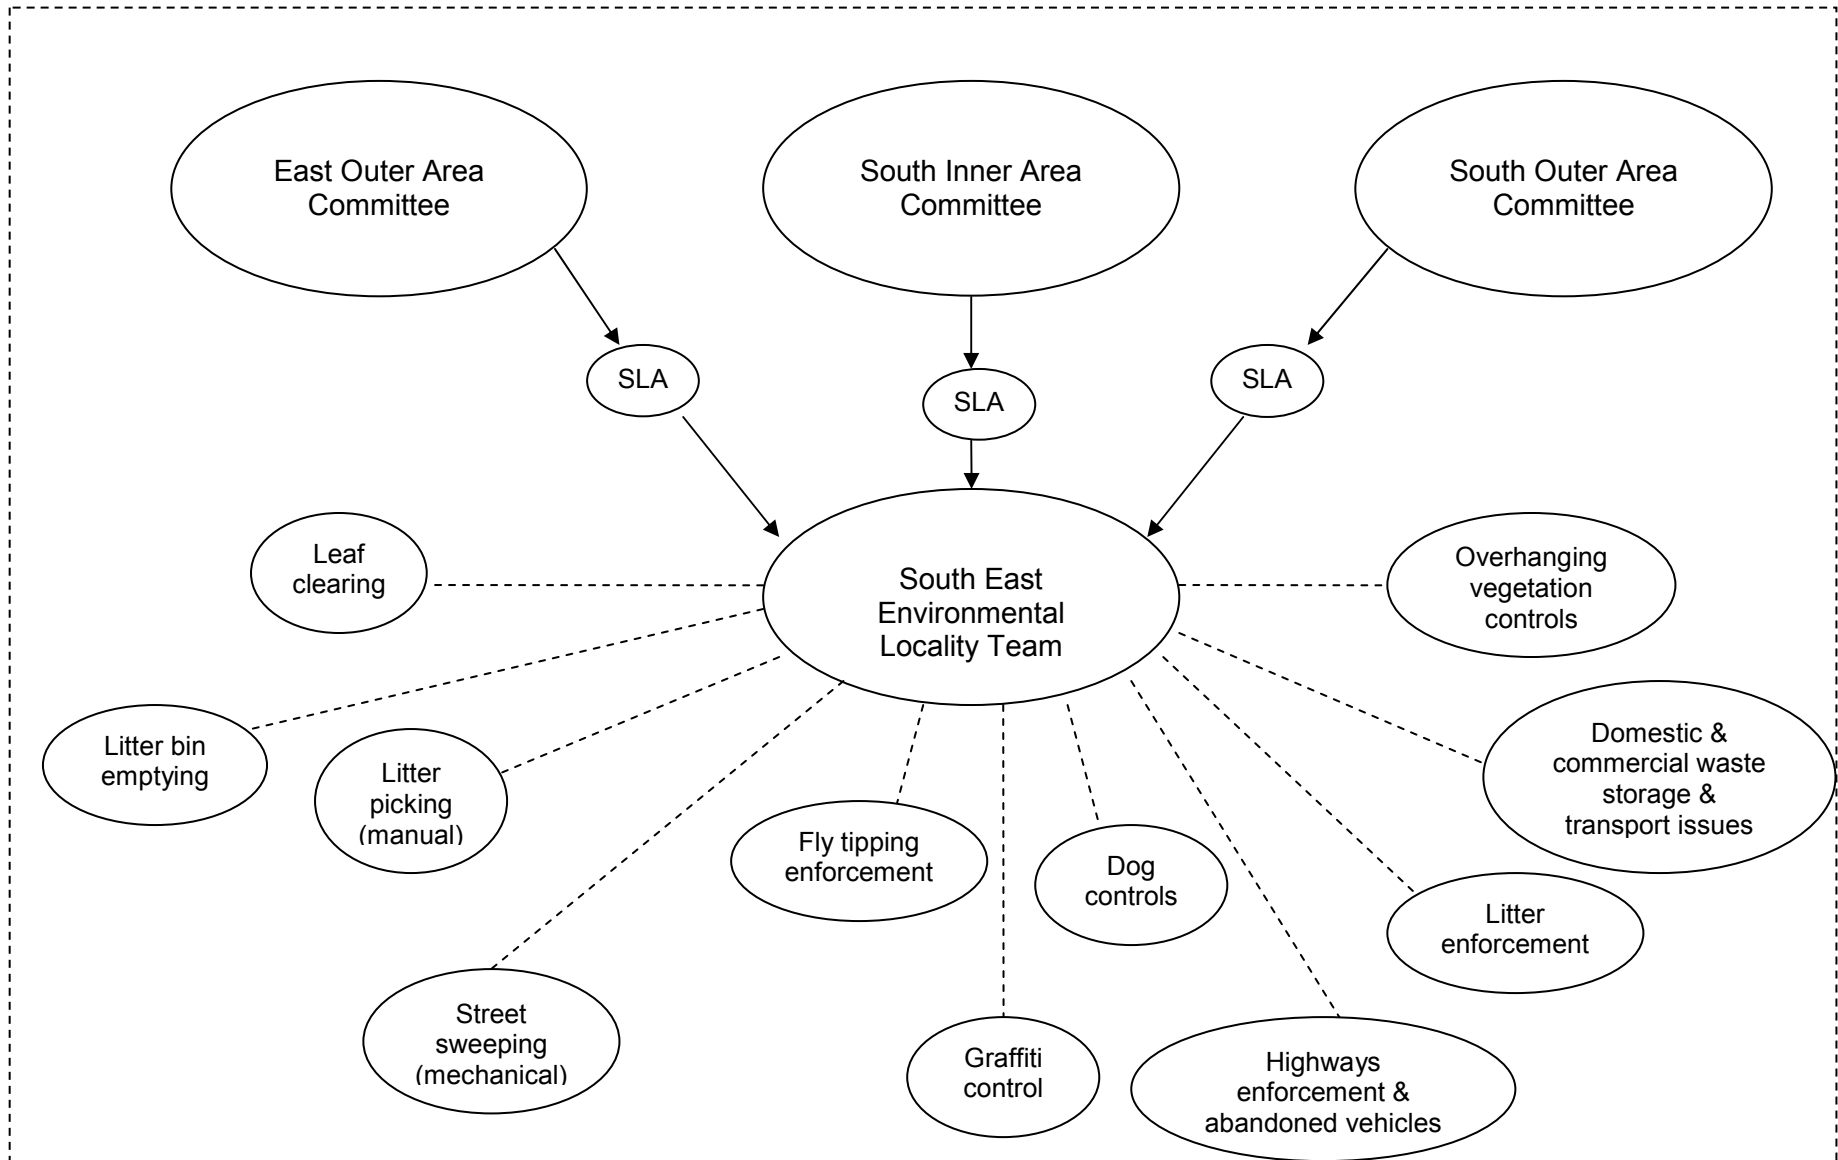 East Outer Area
Committee
South Inner Area
Committee
South Outer Area
Committee
SLA
SLA
SLA
South East
Environmental
Locality Team
Leaf
clearing
Overhanging
vegetation
controls
Litter bin
emptying
Litter
picking
(manual)
Fly tipping
enforcement
Dog
controls
Domestic &
commercial waste
storage &
transport issues
Litter
enforcement
Street
sweeping
(mechanical)
Graffiti
control
Highways
enforcement &
abandoned vehicles